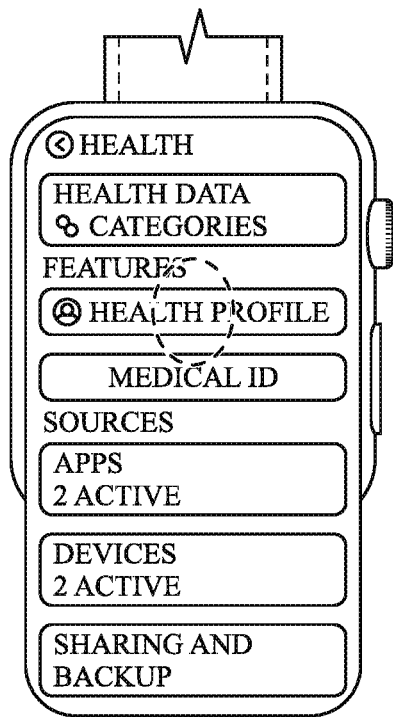 HEALTH
HEALTH DATA
CATEGORIES
FEATURES
HEALTH PROFILE
MEDICAL ID
SOURCES
APPS
2 ACTIVE
DEVICES
2 ACTIVE
SHARING AND
BACKUP